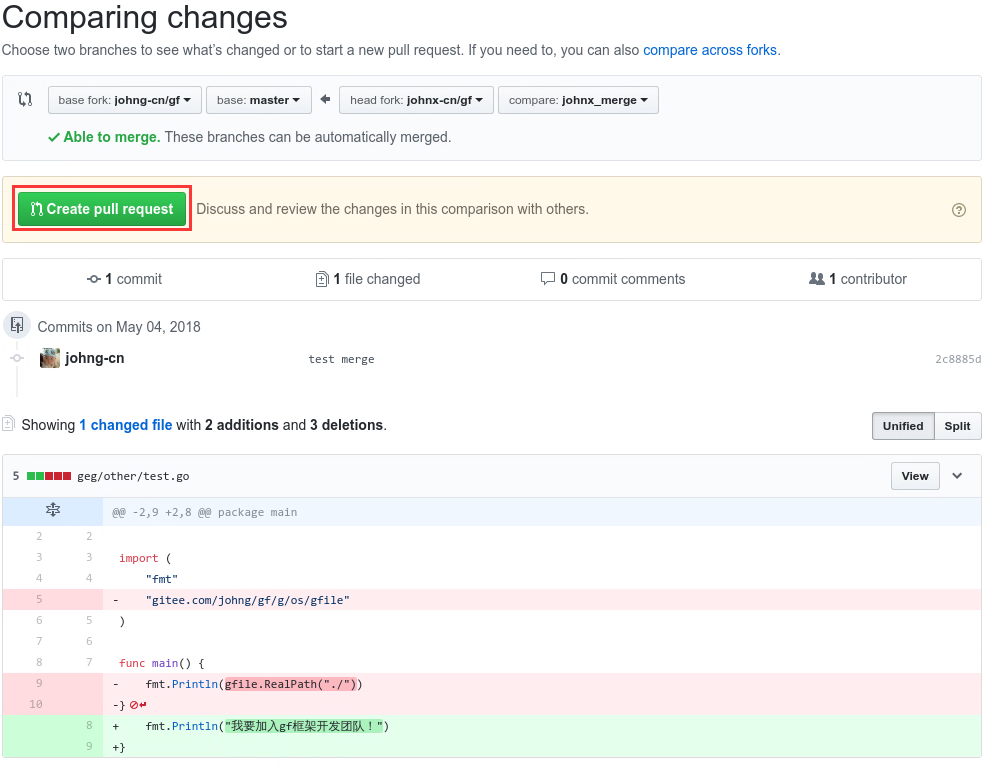 Comparing changes
Choose two branches to see what's changed or to start a new pull request. If you need to, you can also compare across forks.
base fork: johng-cn/gf base: master head fork: johnx-cn/gf compare: johnx_merge
Able to merge. These branches can be automatically merged.
Create pull request Discuss and review the changes in this comparison with others.
1 commit 1 file changed 0 commit comments 1 contributor
Commits on May 04, 2018
johng-cn test merge 2c8885d
Showing 1 changed file with 2 additions and 3 deletions. Unified Split
5 geg/other/test.go View
@@ -2,9 +2,8 @@ package main
2 2
3 3 import (
4 4 "fmt"
5 - "gitee.com/johng/gf/g/os/gfile"
6 5 )
7 6
8 7 func main() {
9 - fmt.Println(gfile.RealPath("./"))
10 -}
8 + fmt.Println("我要加入gf框架开发团队！")
9 +}